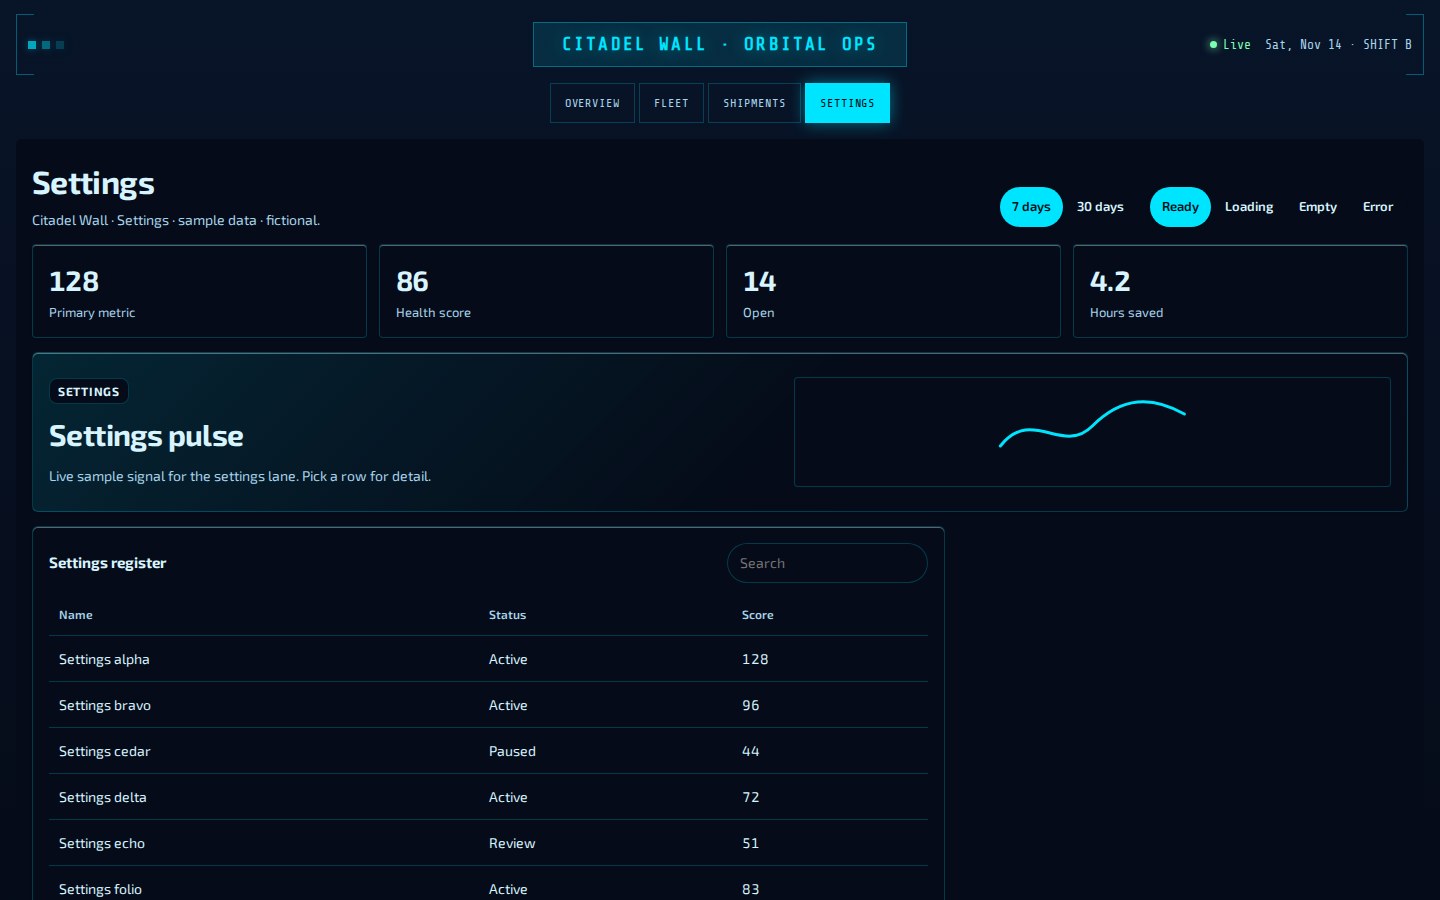 CITADEL WALL · ORBITAL OPS
Live Sat, Nov 14 · SHIFT B
OVERVIEW FLEET SHIPMENTS SETTINGS
Settings
Citadel Wall · Settings · sample data · fictional.
7 days 30 days Ready Loading Empty Error
128 86 14 4.2
Primary metric Health score Open Hours saved
SETTINGS
Settings pulse
Live sample signal for the settings lane. Pick a row for detail.
Settings register Search
Name Status Score
Settings alpha Active 128
Settings bravo Active 96
Settings cedar Paused 44
Settings delta Active 72
Settings echo Review 51
Settings folio Active 83